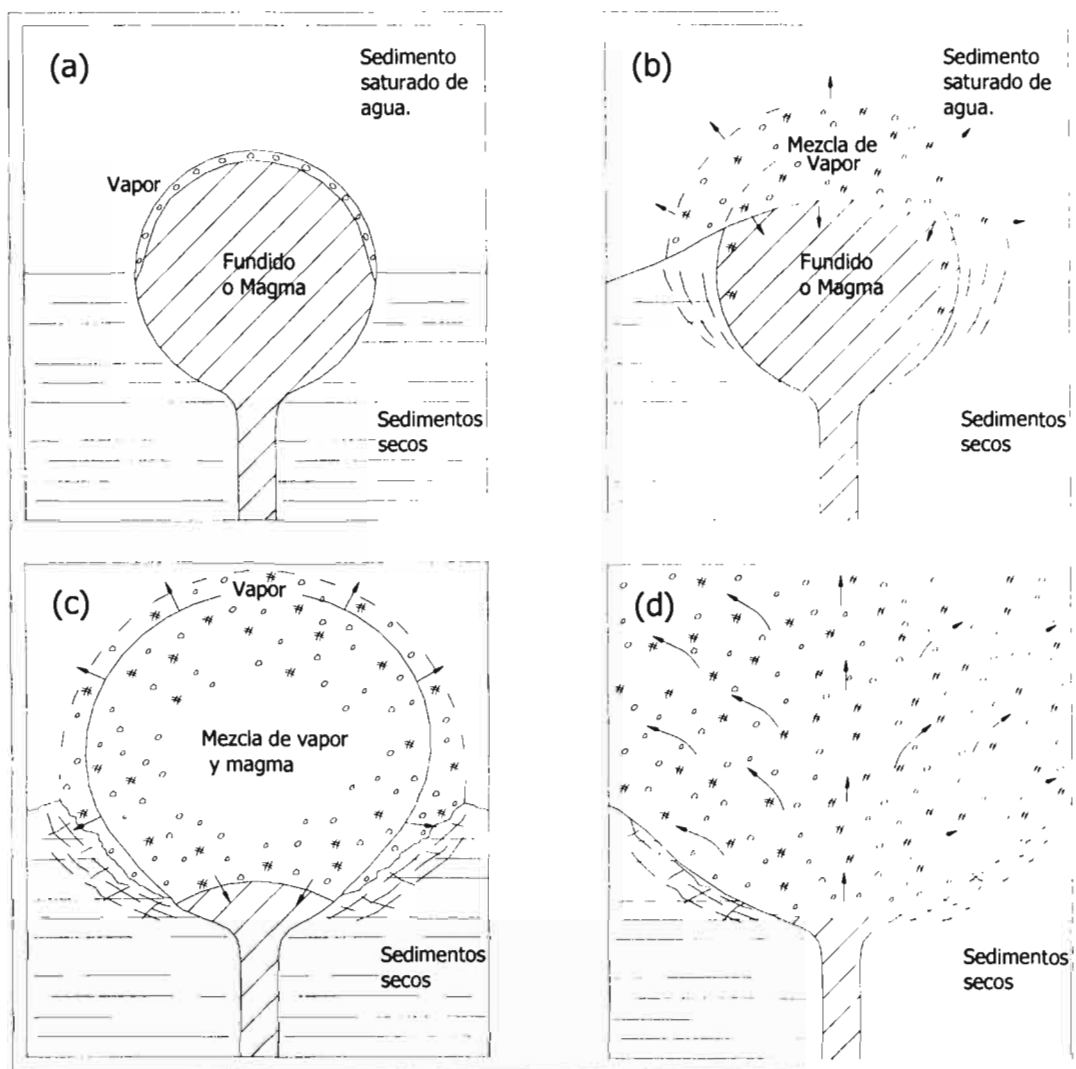 (a)
Sedimento
saturado de
agua.
Vapor
Fundido
o Magma
Sedimentos
secos
(b)
Sedimento
saturado de
agua.
Mezcla de
Vapor
Fundido
o Magma
Sedimentos
secos
(c)
Vapor
Mezcla de vapor
y magma
Sedimentos
secos
(d)
Sedimentos
secos